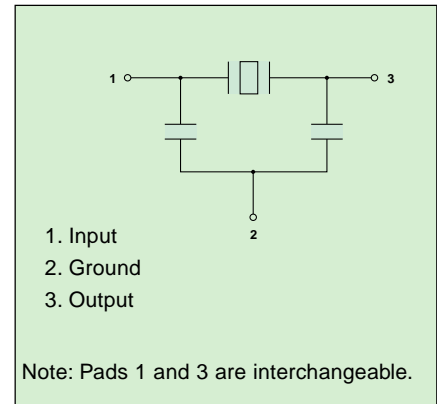 1
3
2
1. Input
2. Ground
3. Output
Note: Pads 1 and 3 are interchangeable.